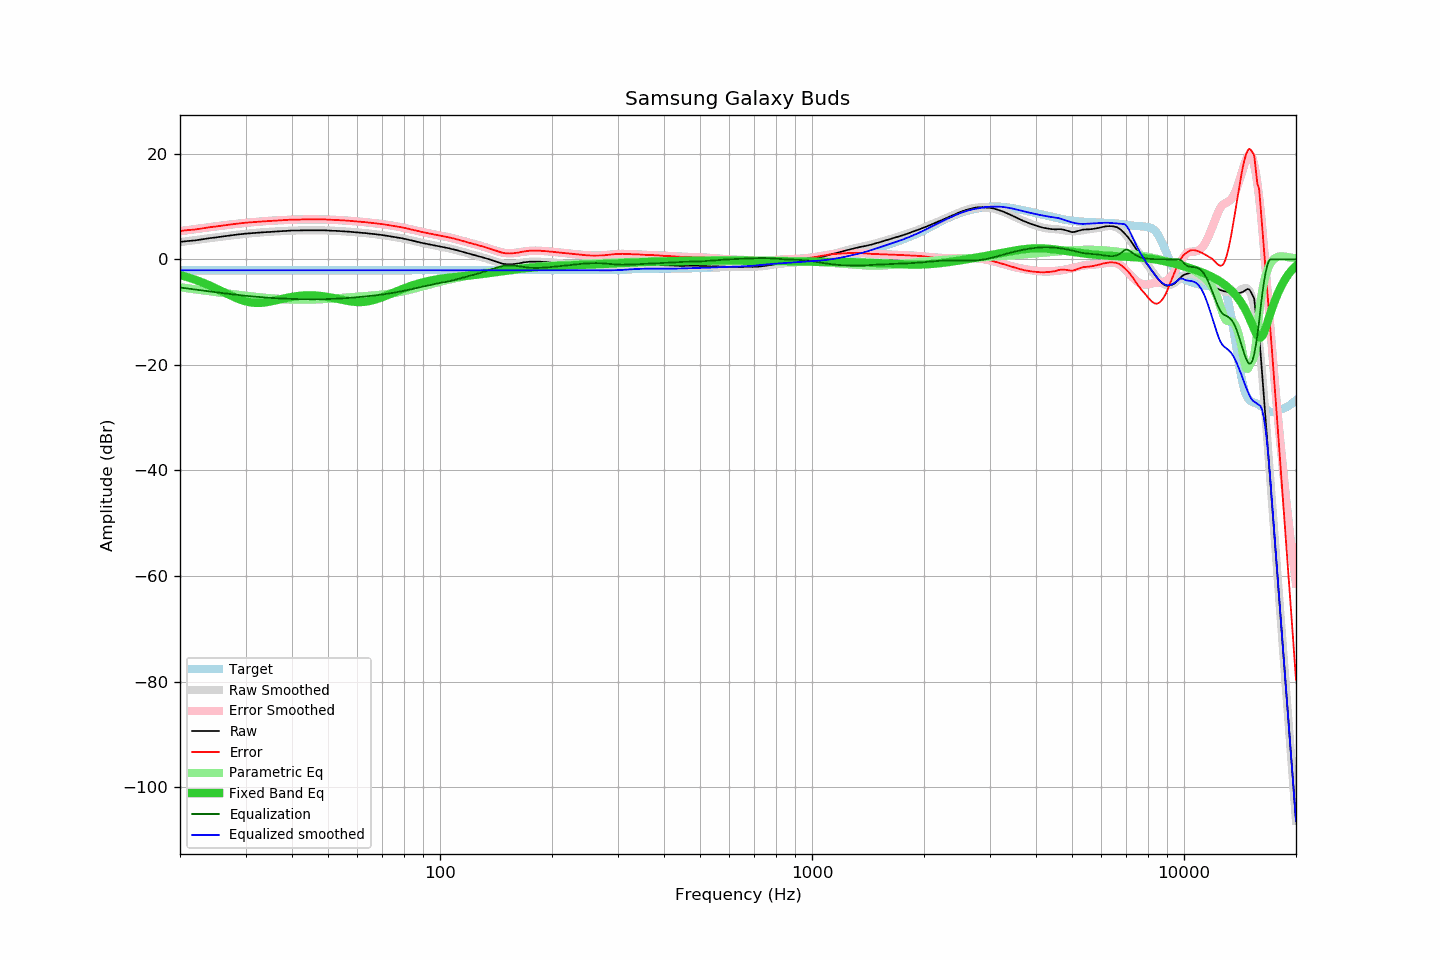 Samsung Galaxy Buds
20
0
−20
−40
−60
−80
−100
Amplitude (dBr)
Target
Raw Smoothed
Error Smoothed
Raw
Error
Parametric Eq
Fixed Band Eq
Equalization
Equalized smoothed
100 1000 10000
Frequency (Hz)